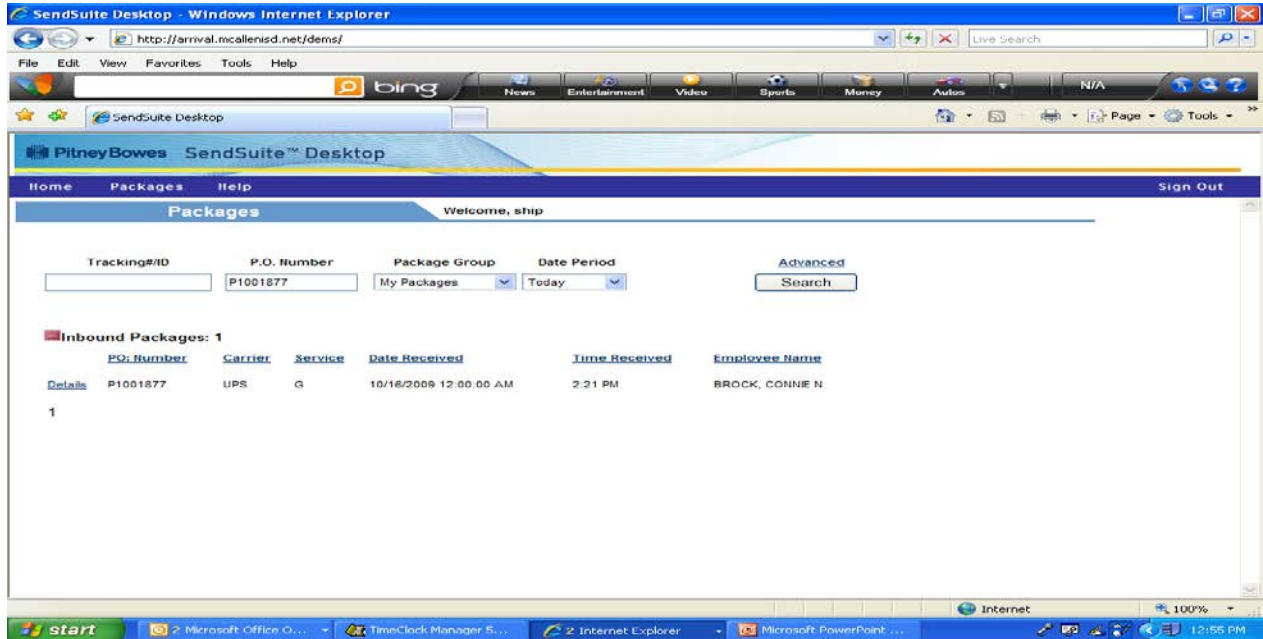 SendSuite Desktop - Windows Internet Explorer
http://arrival.mcallenisd.net/dems/
Live Search
File Edit View Favorites Tools Help
bing News Entertainment Video Sports Money Autos N/A
SendSuite Desktop
Page Tools
PitneyBowes SendSuite™ Desktop
Home Packages Help Sign Out
Packages Welcome, ship
Tracking#/ID P.O. Number Package Group Date Period Advanced
P1001877 My Packages Today Search
Inbound Packages: 1
PO: Number Carrier Service Date Received Time Received Employee Name
Details P1001877 UPS G 10/16/2009 12:00:00 AM 2:21 PM BROCK, CONNIE N
1
Internet 100%
start 2 Microsoft Office O... TimeClock Manager 5... 2 Internet Explorer Microsoft PowerPoint ... 12:55 PM